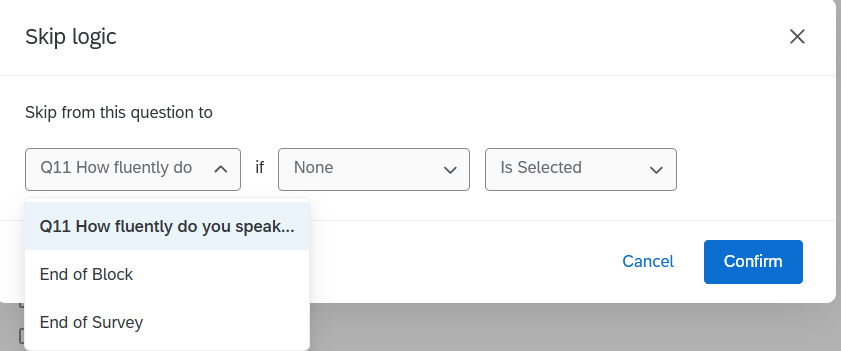 Skip logic
Skip from this question to
Q11 How fluently do if None Is Selected
Q11 How fluently do you speak...
End of Block
End of Survey
Cancel Confirm